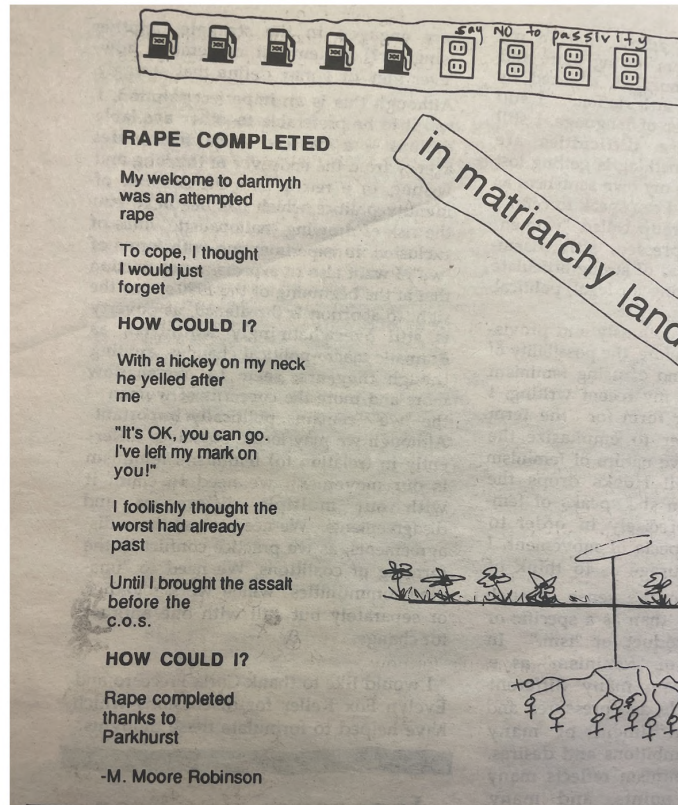 say NO to passivity
in matriarchy land
RAPE COMPLETED
My welcome to dartmyth
was an attempted
rape
To cope, I thought
I would just
forget
HOW COULD I?
With a hickey on my neck
he yelled after
me
"It's OK, you can go.
I've left my mark on
you!"
I foolishly thought the
worst had already
past
Until I brought the assalt
before the
c.o.s.
HOW COULD I?
Rape completed
thanks to
Parkhurst
-M. Moore Robinson